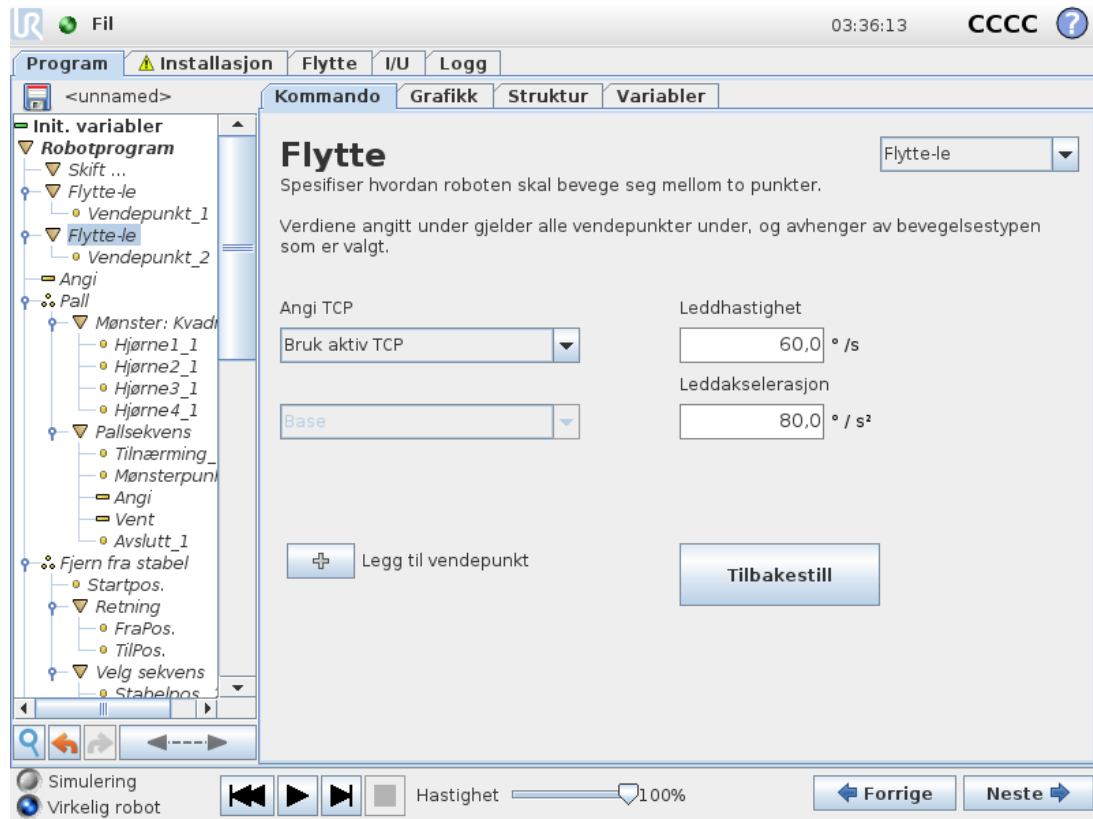 UR Fil 03:36:13 CCCC ?
Program Installasjon Flytte I/U Logg
<unnamed> Kommando Grafikk Struktur Variabler
Init. variabler
Robotprogram
Skift ...
Flytte-le
Vendepunkt_1
Flytte-le
Vendepunkt_2
Angi
Pall
Mønster: Kvadr
Hjørne1_1
Hjørne2_1
Hjørne3_1
Hjørne4_1
Pallsekvens
Tilnærming_
Mønsterpunk
Angi
Vent
Avslutt_1
Fjern fra stabel
Startpos.
Retning
FraPos.
TilPos.
Velg sekvens
Stabelpos_1
Flytte
Flytte-le
Spesifiser hvordan roboten skal bevege seg mellom to punkter.
Verdiene angitt under gjelder alle vendepunkter under, og avhenger av bevegelsestypen
som er valgt.
Angi TCP
Bruk aktiv TCP
Base
Leddhastighet
60,0 ° /s
Leddakselerasjon
80,0 ° / s²
Legg til vendepunkt
Tilbakestill
Simulering
Virkelig robot
Hastighet 100%
Forrige
Neste